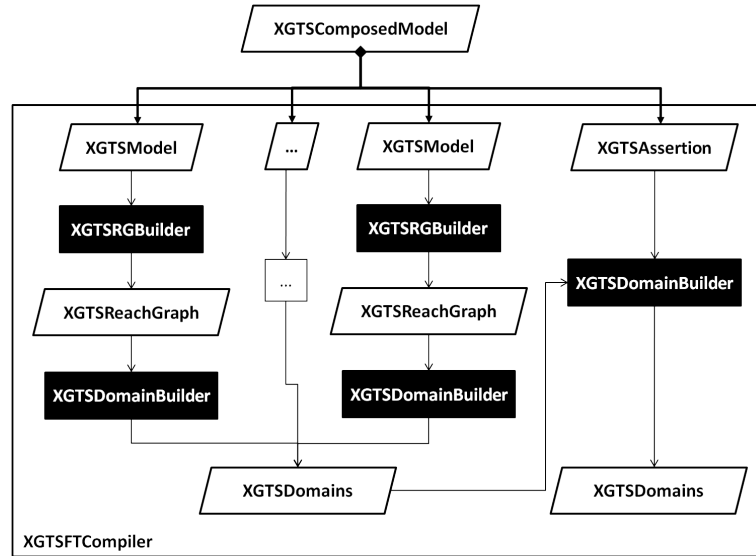 XGTSComposedModel
XGTSModel
...
XGTSModel
XGTSAssertion
XGTSRGBuilder
XGTSRGBuilder
...
XGTSDomainBuilder
XGTSReachGraph
XGTSReachGraph
XGTSDomainBuilder
XGTSDomainBuilder
XGTSDomains
XGTSDomains
XGTSFTCompiler